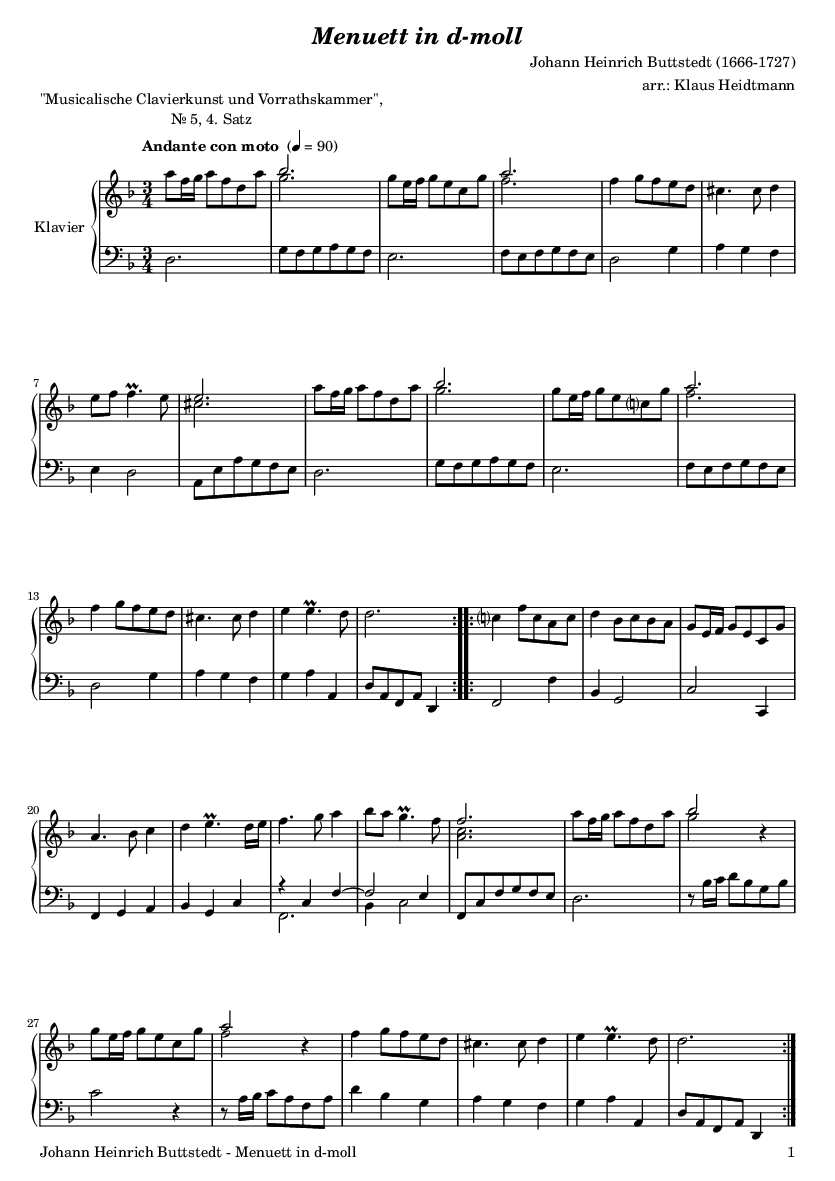 Menuett in d-moll
Johann Heinrich Buttstedt (1666-1727)
arr.: Klaus Heidtmann
"Musicalische Clavierkunst und Vorrathskammer",
№ 5, 4. Satz
Andante con moto (♩ = 90)
Klavier
3 4
3 4
7
13
20
27
Johann Heinrich Buttstedt - Menuett in d-moll 1